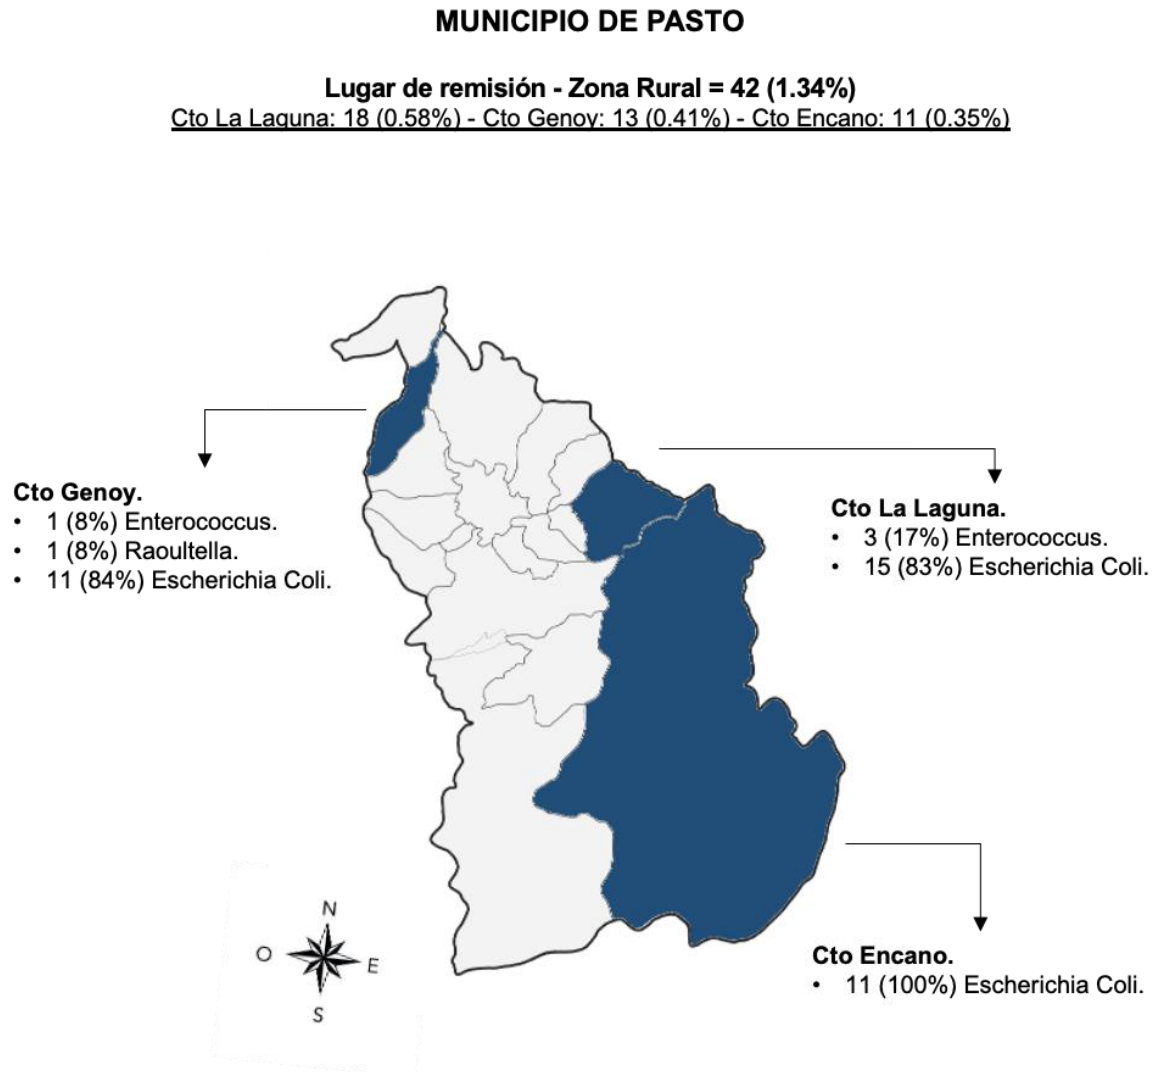 MUNICIPIO DE PASTO
Lugar de remisión - Zona Rural = 42 (1.34%)
Cto La Laguna: 18 (0.58%) - Cto Genoy: 13 (0.41%) - Cto Encano: 11 (0.35%)
Cto Genoy.
• 1 (8%) Enterococcus.
• 1 (8%) Raoultella.
• 11 (84%) Escherichia Coli.
Cto La Laguna.
• 3 (17%) Enterococcus.
• 15 (83%) Escherichia Coli.
N
O
E
S
Cto Encano.
• 11 (100%) Escherichia Coli.